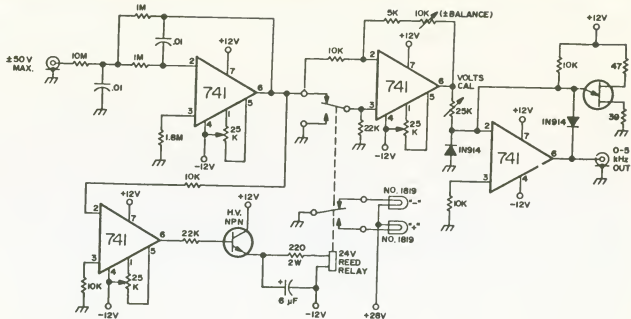 1M
.01
±50V
MAX.
10M
1M
.01
2
+12V
7
741
6
3
4
1
5
1.8M
25
K
-12V
10K
5K
10K
(±BALANCE)
2
+12V
7
741
6
3
4
1
5
22K
25
K
-12V
VOLTS
CAL
25K
1N914
+12V
10K
47
39
1N914
2
+12V
7
741
6
3
4
10K
-12V
0-5
kHz
OUT
10K
2
+12V
7
741
6
3
4
1
5
10K
25
K
-12V
22K
H.V.
NPN
+12V
220
2W
24V
REED
RELAY
6 µF
-12V
NO. 1819
"-"
"+"
NO. 1819
+28V